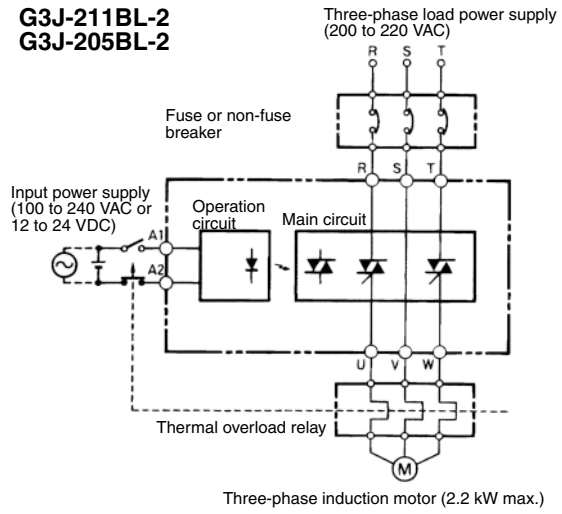 G3J-211BL-2
G3J-205BL-2
Three-phase load power supply
(200 to 220 VAC)
R S T
Fuse or non-fuse
breaker
R S T
Input power supply
(100 to 240 VAC or
12 to 24 VDC)
Operation
circuit
Main circuit
A1
A2
U V W
Thermal overload relay
M
Three-phase induction motor (2.2 kW max.)